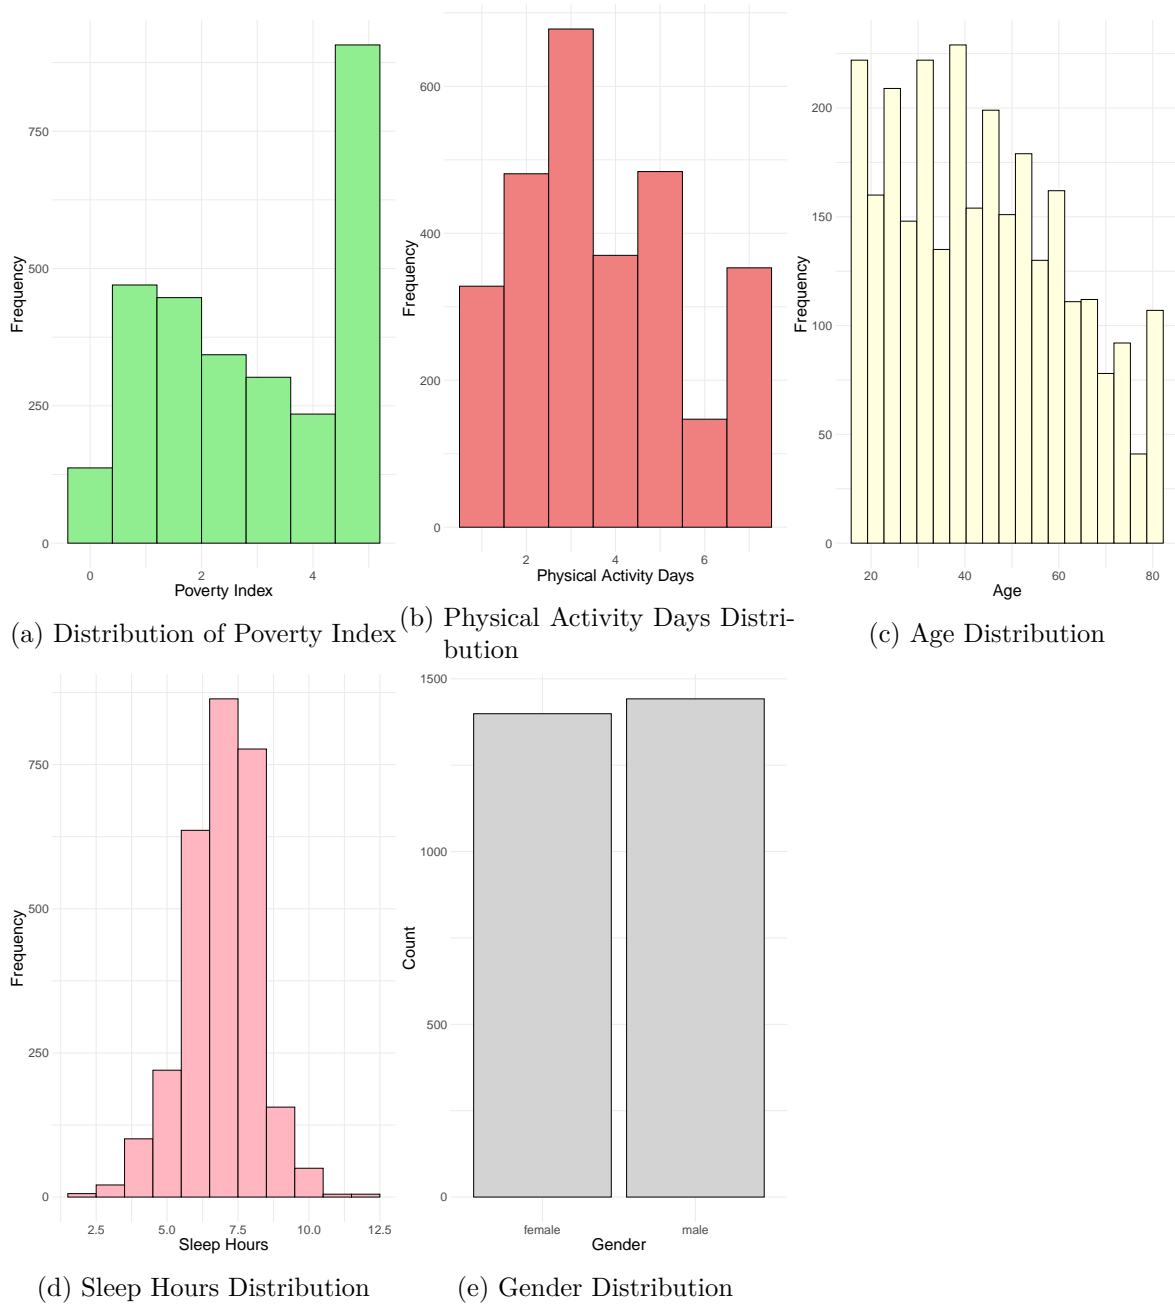 Frequency
750
500
250
0
0 2 4
Poverty Index
(a) Distribution of Poverty Index
Frequency
600
400
200
0
2 4 6
Physical Activity Days
(b) Physical Activity Days Distri-
bution
Frequency
200
150
100
50
0
20 40 60 80
Age
(c) Age Distribution
Frequency
750
500
250
0
2.5 5.0 7.5 10.0 12.5
Sleep Hours
(d) Sleep Hours Distribution
Count
1500
1000
500
0
female male
Gender
(e) Gender Distribution